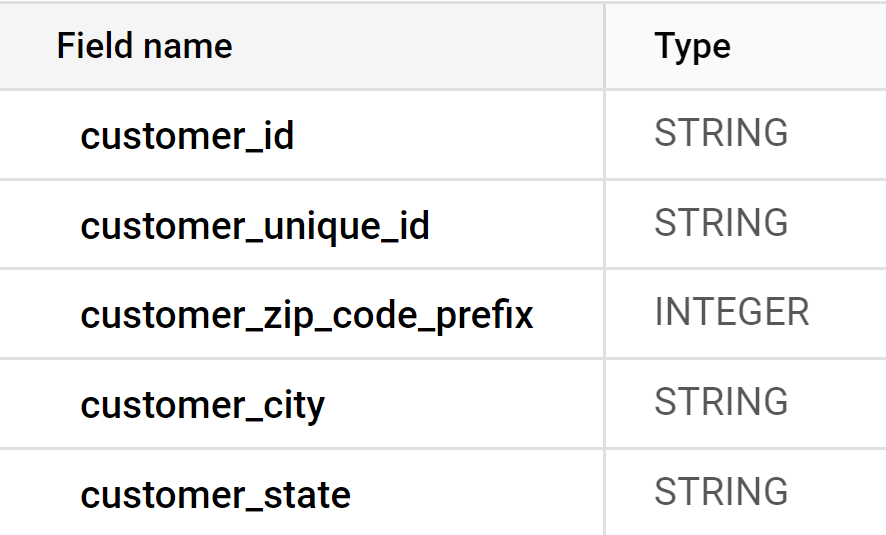 Field name Type
customer_id STRING
customer_unique_id STRING
customer_zip_code_prefix INTEGER
customer_city STRING
customer_state STRING